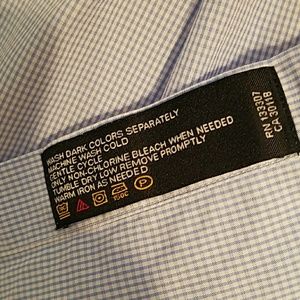 WASH DARK COLORS SEPARATELY
MACHINE WASH COLD
GENTLE CYCLE
ONLY NON-CHLORINE BLEACH WHEN NEEDED
TUMBLE DRY LOW REMOVE PROMPTLY
WARM IRON AS NEEDED
P
RN 133307
CA 30118